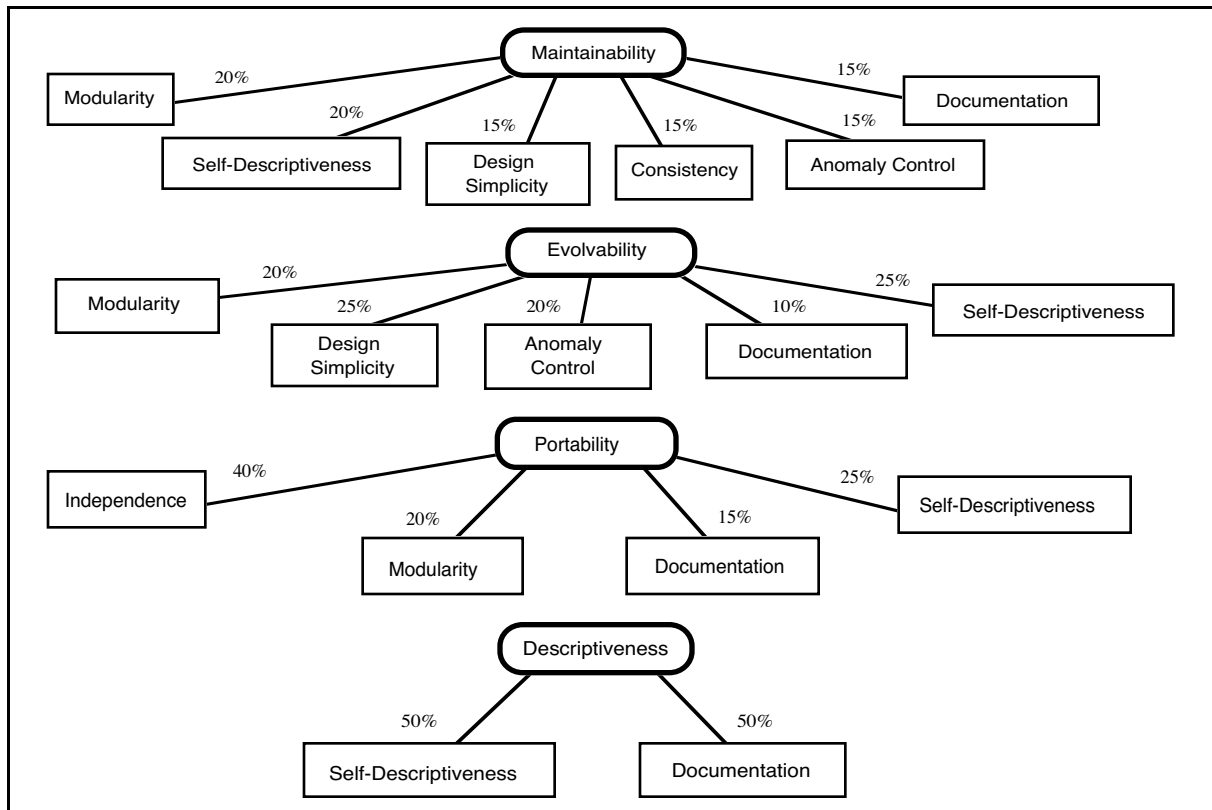 Maintainability
20%
15%
Modularity
Documentation
20%
15%
15%
15%
Self-Descriptiveness
Design
Simplicity
Consistency
Anomaly Control
Evolvability
20%
25%
Modularity
Self-Descriptiveness
25%
20%
10%
Design
Simplicity
Anomaly
Control
Documentation
Portability
40%
25%
Independence
Self-Descriptiveness
20%
15%
Modularity
Documentation
Descriptiveness
50%
50%
Self-Descriptiveness
Documentation